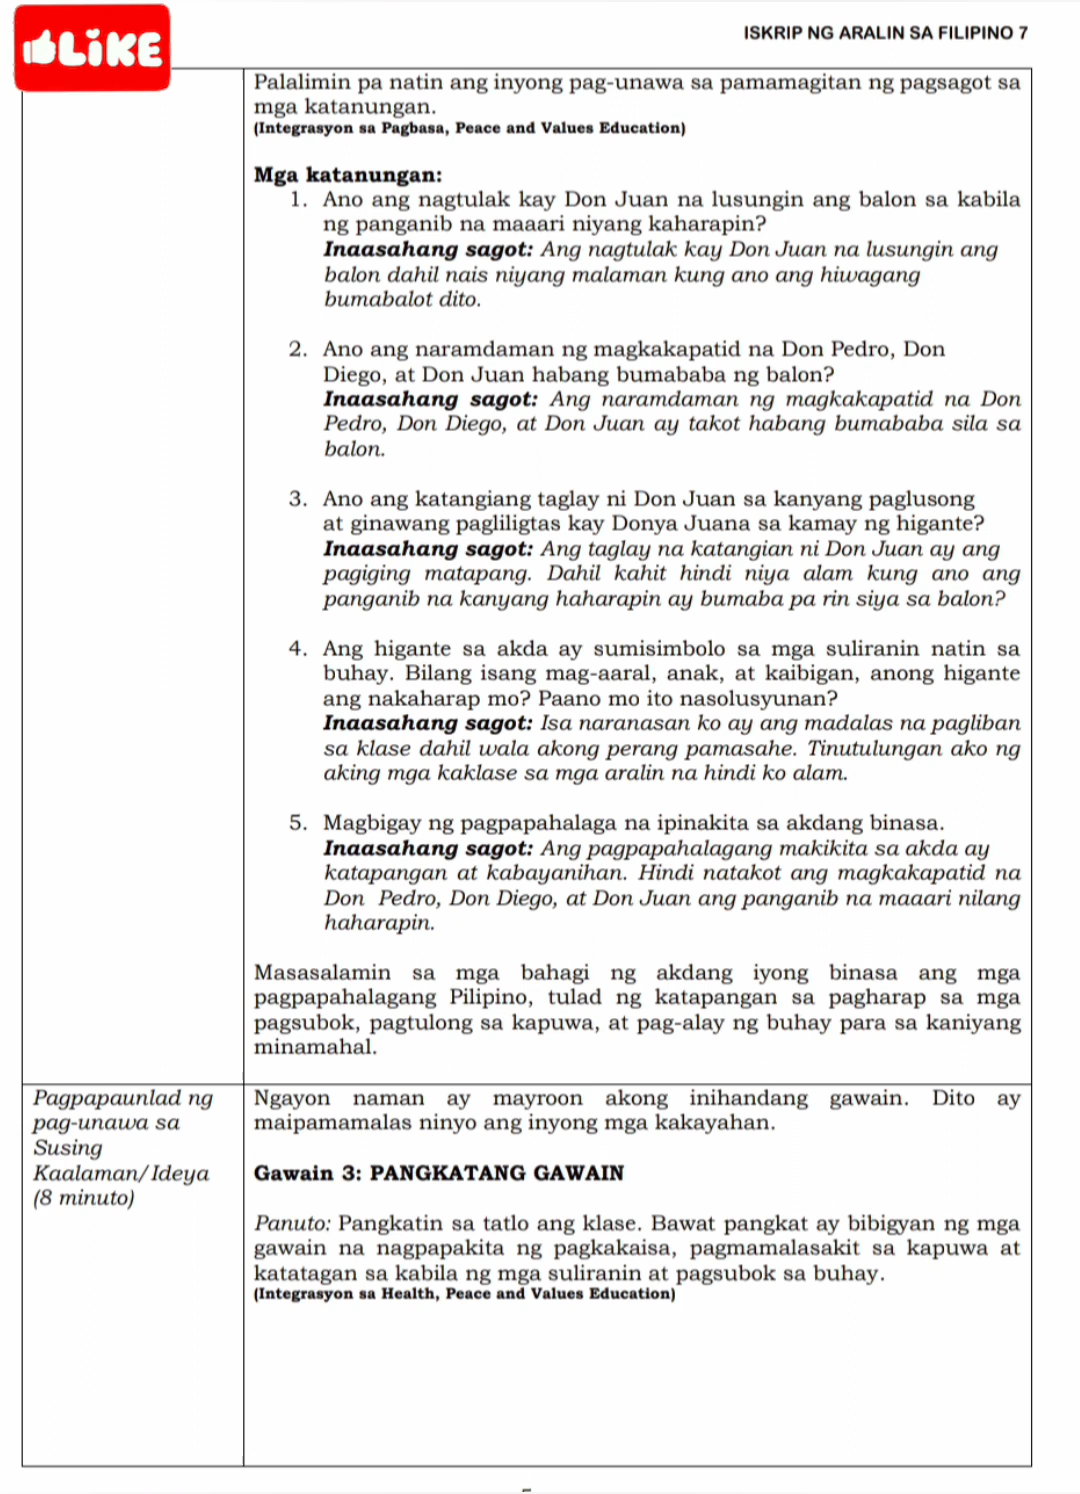 LiKE
ISKRIP NG ARALIN SA FILIPINO 7
Palalimin pa natin ang inyong pag-unawa sa pamamagitan ng pagsagot sa
mga katanungan.
(Integrasyon sa Pagbasa, Peace and Values Education)
Mga katanungan:
1. Ano ang nagtulak kay Don Juan na lusungin ang balon sa kabila
ng panganib na maaari niyang kaharapin?
Inaasahang sagot: Ang nagtulak kay Don Juan na lusungin ang
balon dahil nais niyang malaman kung ano ang hiwagang
bumabalot dito.
2. Ano ang naramdaman ng magkakapatid na Don Pedro, Don
Diego, at Don Juan habang bumababa ng balon?
Inaasahang sagot: Ang naramdaman ng magkakapatid na Don
Pedro, Don Diego, at Don Juan ay takot habang bumababa sila sa
balon.
3. Ano ang katangiang taglay ni Don Juan sa kanyang paglusong
at ginawang pagliligtas kay Donya Juana sa kamay ng higante?
Inaasahang sagot: Ang taglay na katangian ni Don Juan ay ang
pagiging matapang. Dahil kahit hindi niya alam kung ano ang
panganib na kanyang haharapin ay bumaba pa rin siya sa balon?
4. Ang higante sa akda ay sumisimbolo sa mga suliranin natin sa
buhay. Bilang isang mag-aaral, anak, at kaibigan, anong higante
ang nakaharap mo? Paano mo ito nasolusyunan?
Inaasahang sagot: Isa naranasan ko ay ang madalas na pagliban
sa klase dahil wala akong perang pamasahe. Tinutulungan ako ng
aking mga kaklase sa mga aralin na hindi ko alam.
5. Magbigay ng pagpapahalaga na ipinakita sa akdang binasa.
Inaasahang sagot: Ang pagpapahalagang makikita sa akda ay
katapangan at kabayanihan. Hindi natakot ang magkakapatid na
Don Pedro, Don Diego, at Don Juan ang panganib na maaari nilang
haharapin.
Masasalamin sa mga bahagi ng akdang iyong binasa ang mga
pagpapahalagang Pilipino, tulad ng katapangan sa pagharap sa mga
pagsubok, pagtulong sa kapuwa, at pag-alay ng buhay para sa kaniyang
minamahal.
Pagpapaunlad ng
pag-unawa sa
Susing
Kaalaman/Ideya
(8 minuto)
Ngayon naman ay mayroon akong inihandang gawain. Dito ay
maipamamalas ninyo ang inyong mga kakayahan.
Gawain 3: PANGKATANG GAWAIN
Panuto: Pangkatin sa tatlo ang klase. Bawat pangkat ay bibigyan ng mga
gawain na nagpapakita ng pagkakaisa, pagmamalasakit sa kapuwa at
katatagan sa kabila ng mga suliranin at pagsubok sa buhay.
(Integrasyon sa Health, Peace and Values Education)